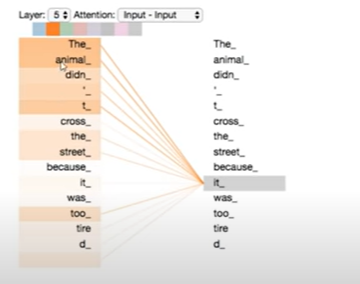 Layer: 5 Attention: Input - Input
The_ The_
animal_ animal_
didn_ didn_
'_ '_
t_ t_
cross_ cross_
the_ the_
street_ street_
because_ because_
it_ it_
was_ was_
too_ too_
tire tire
d_ d_